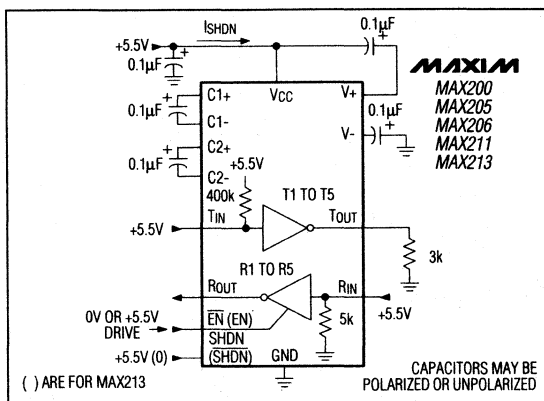 ISHDN
+5.5V
0.1µF
+
0.1µF
+
MAXIM
MAX200
MAX205
MAX206
MAX211
MAX213
0.1µF
+
C1+
C1-
VCC
V+
V-
0.1µF
+
0.1µF
+
C2+
C2-
+5.5V
400k
T1 TO T5
+5.5V
TIN
TOUT
3k
R1 TO R5
ROUT
RIN
+5.5V
5k
0V OR +5.5V
DRIVE
EN (EN)
SHDN
(SHDN)
+5.5V (0)
GND
( ) ARE FOR MAX213
CAPACITORS MAY BE
POLARIZED OR UNPOLARIZED